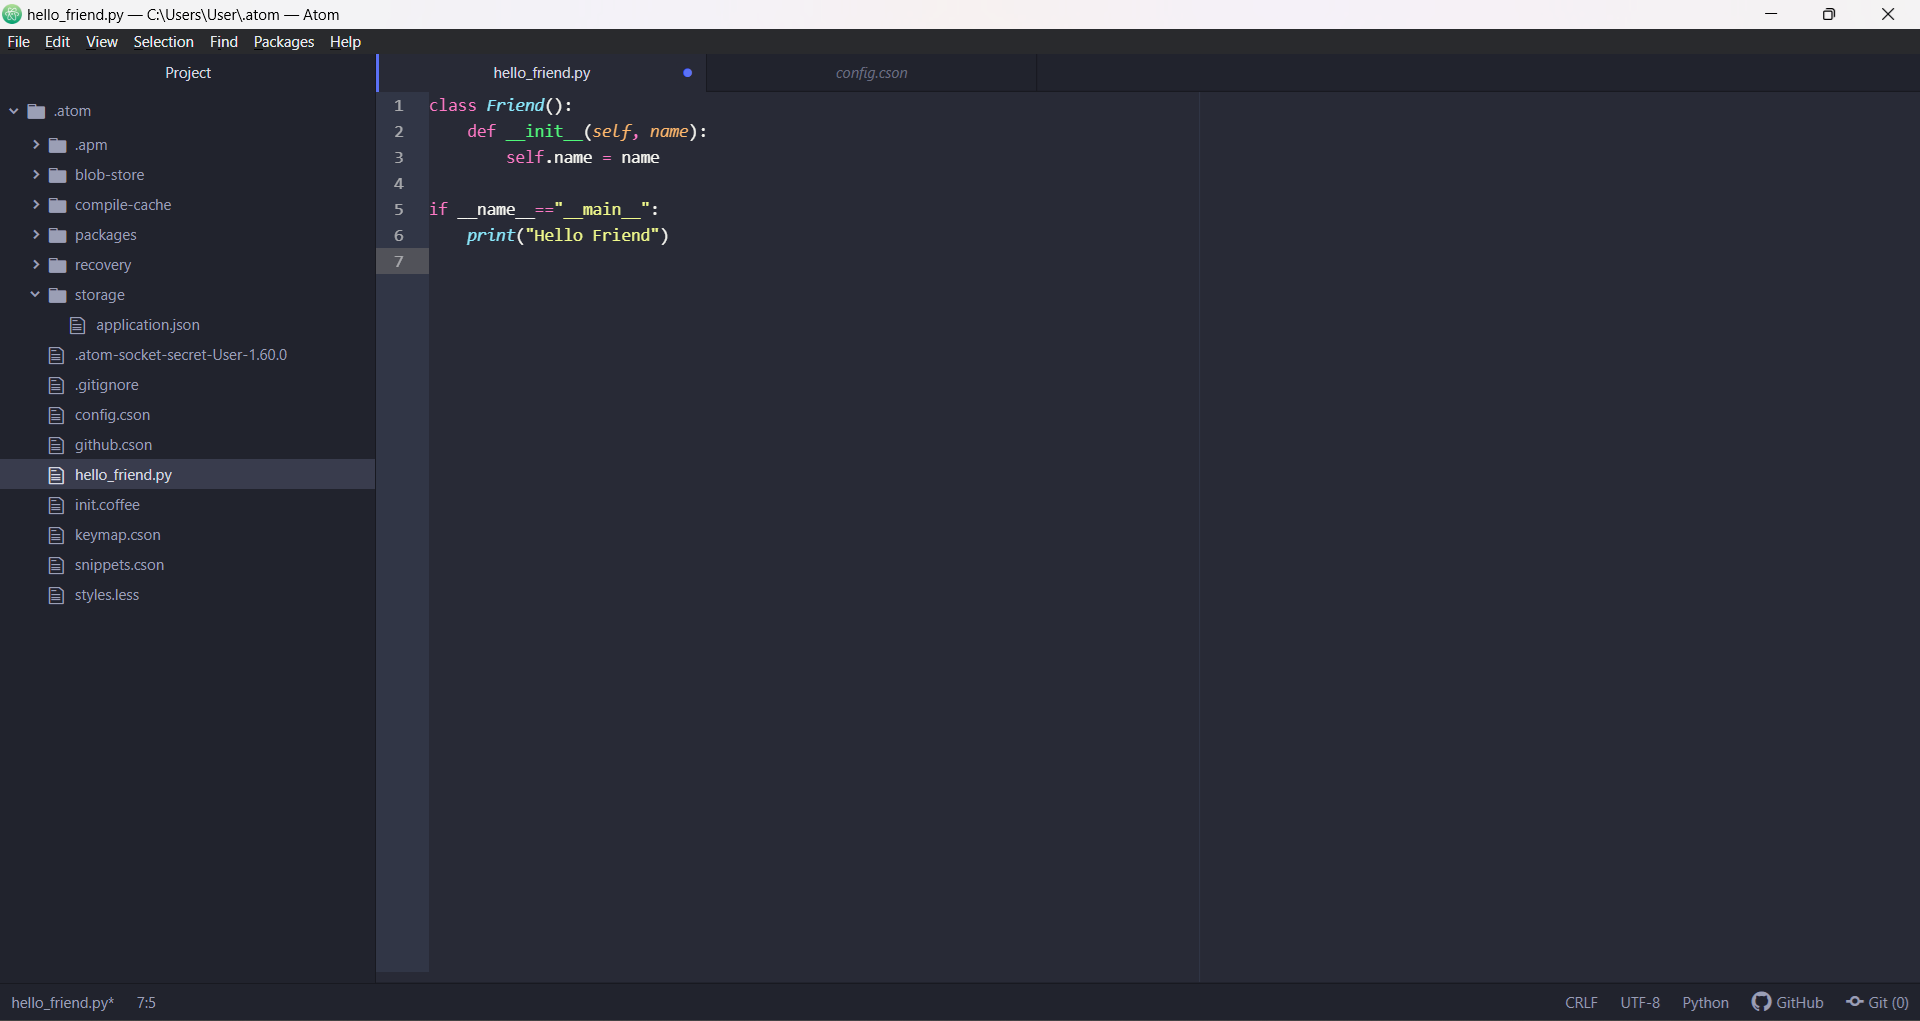 hello_friend.py — C:\Users\User\.atom — Atom
File Edit View Selection Find Packages Help
Project
.atom
.apm
blob-store
compile-cache
packages
recovery
storage
application.json
.atom-socket-secret-User-1.60.0
.gitignore
config.cson
github.cson
hello_friend.py
init.coffee
keymap.cson
snippets.cson
styles.less
hello_friend.py config.cson
1 class Friend():
2     def __init__(self, name):
3         self.name = name
4
5 if __name__=="__main__":
6     print("Hello Friend")
7
hello_friend.py* 7:5 CRLF UTF-8 Python GitHub Git (0)